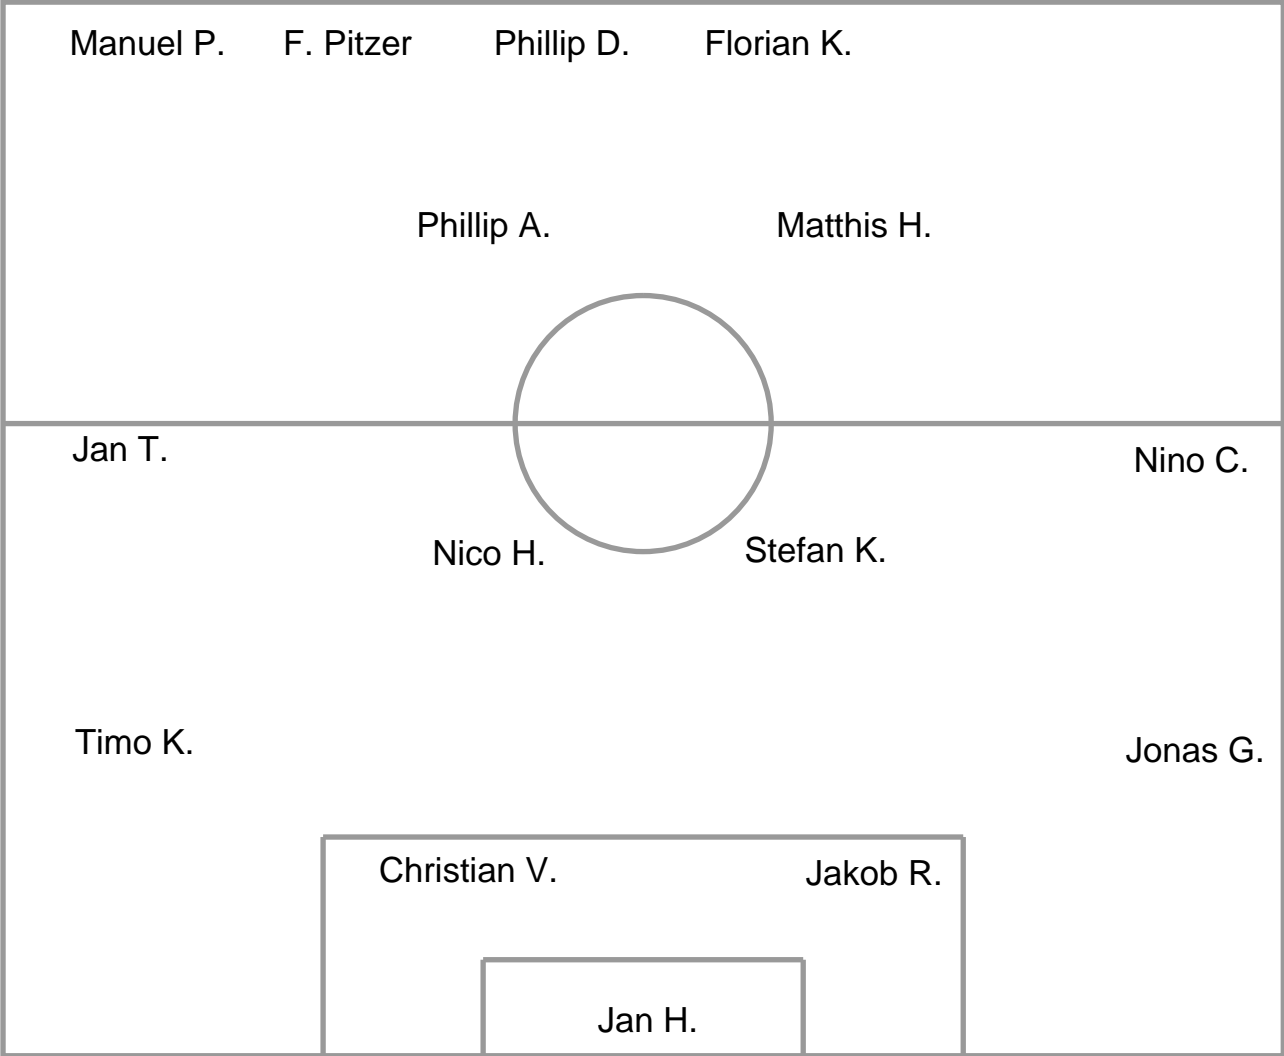 Manuel P. F. Pitzer Phillip D. Florian K.
Phillip A. Matthis H.
Jan T. Nino C.
Nico H. Stefan K.
Timo K. Jonas G.
Christian V. Jakob R.
Jan H.